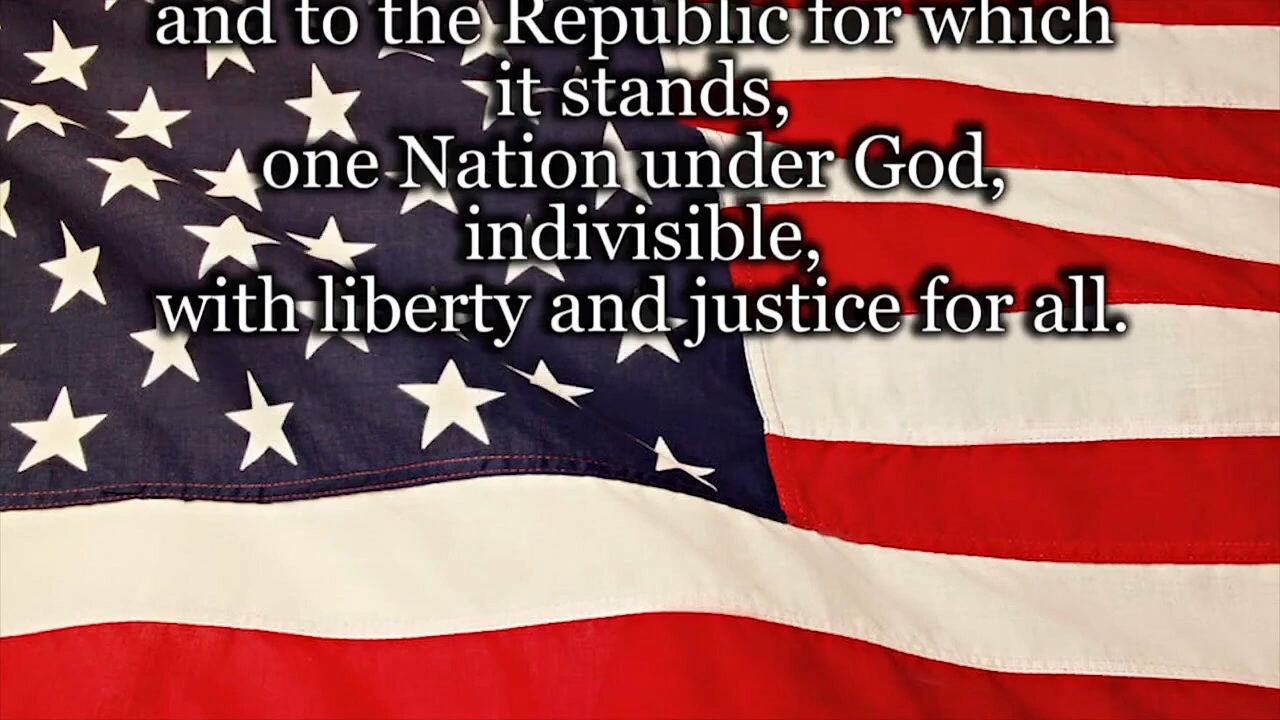 and to the Republic for which
it stands,
one Nation under God,
indivisible,
with liberty and justice for all.